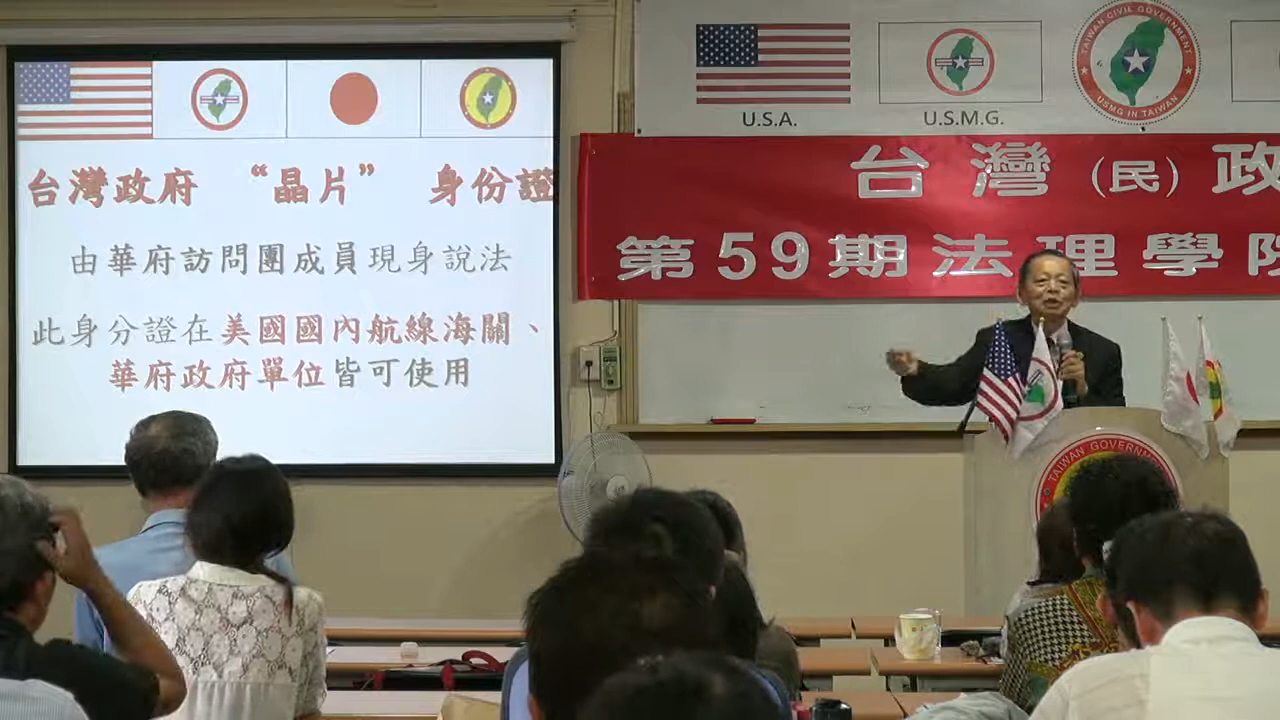 台灣政府 “晶片” 身份證
由華府訪問團成員現身說法
此身分證在美國國內航線海關、
華府政府單位皆可使用
U.S.A.
U.S.M.G.
TAIWAN CIVIL GOVERNMENT
USMG IN TAIWAN
台灣(民)政
第59期法理學院
TAIWAN GOVERNMENT